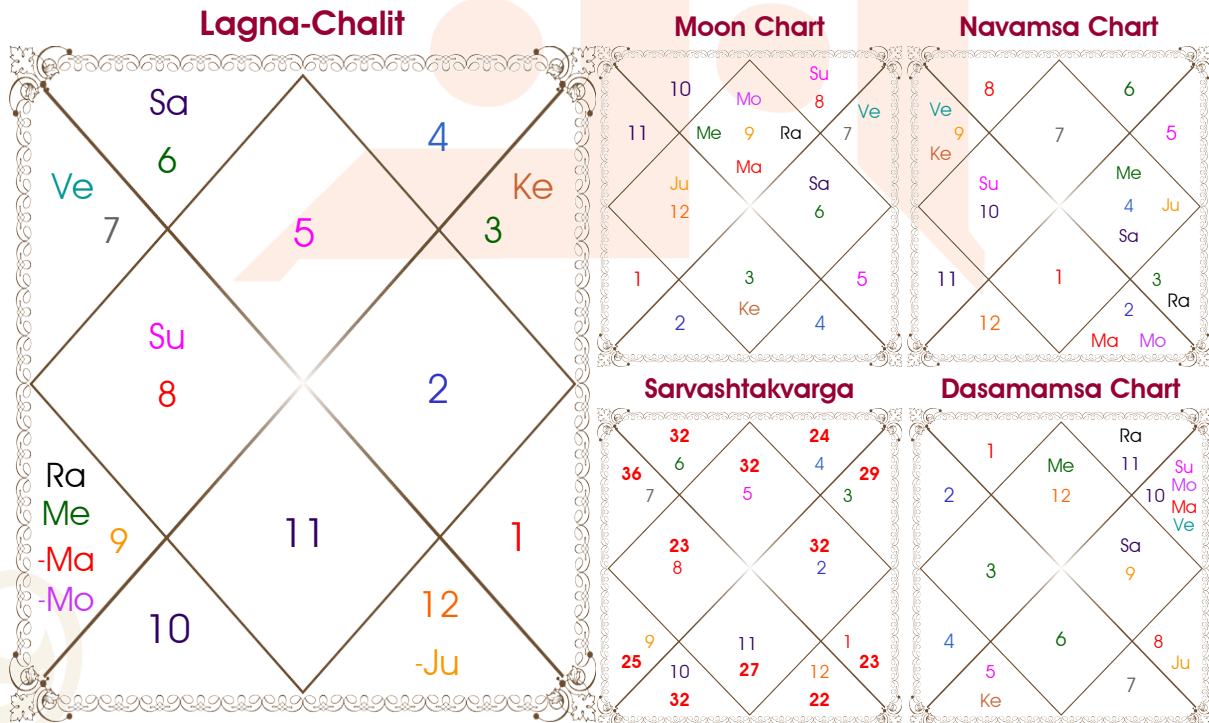 Lagna-Chalit
Sa
6
4
Ve
7
5
Ke
3
Su
8
2
Ra
Me
9
-Ma
-Mo
11
1
10
12
-Ju
Moon Chart
10
Su
8
Mo
Ve
11
Me 9 Ra
7
Ma
Ju
12
Sa
6
1
3
5
Ke
2
4
Navamsa Chart
8
6
Ve
9
Ke
7
5
Su
10
Me
4 Ju
Sa
11
1
3
Ra
12
2
Ma Mo
Sarvashtakvarga
32
6
24
4
36
7
32
5
29
3
23
8
32
2
9
25
11
27
1
23
10
32
12
22
Dasamamsa Chart
1
Ra
11
Me
12
2
10
Su
Mo
Ma
Ve
3
Sa
9
4
6
8
5
Ke
7
Ju